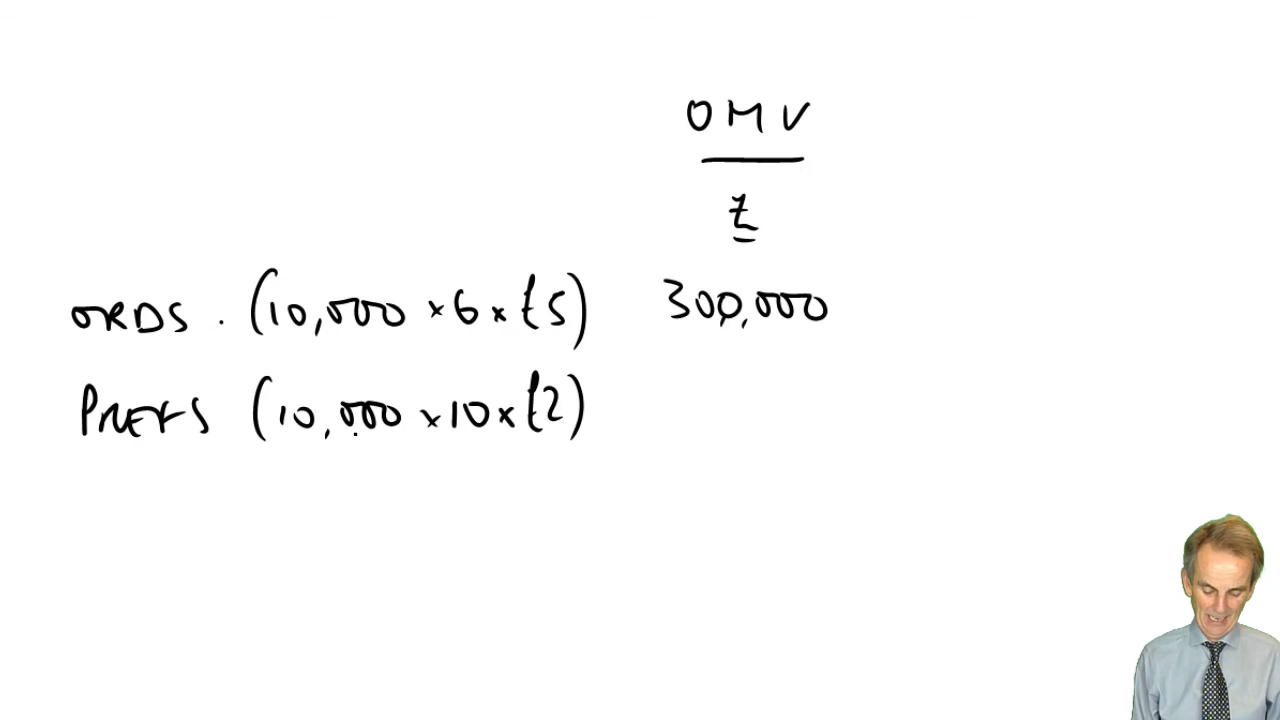 OMV
£
ORDS. (10,000 × 6 × £5) 300,000
PREFS (10,000 × 10 × £2)